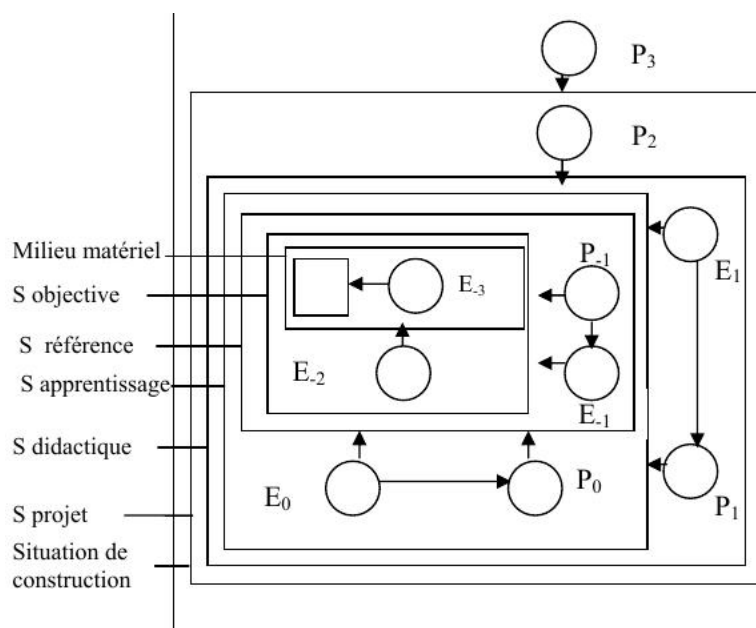 P3
P2
Milieu matériel
P-1
E1
E-3
S objective
S référence
E-2
S apprentissage
E-1
S didactique
E0
P0
P1
S projet
Situation de
construction